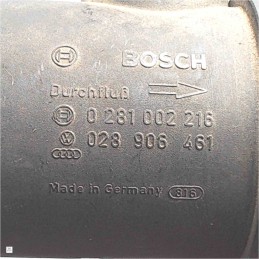 BOSCH
Durchfluß
0 281 002 216
028 906 461
Made in Germany 816